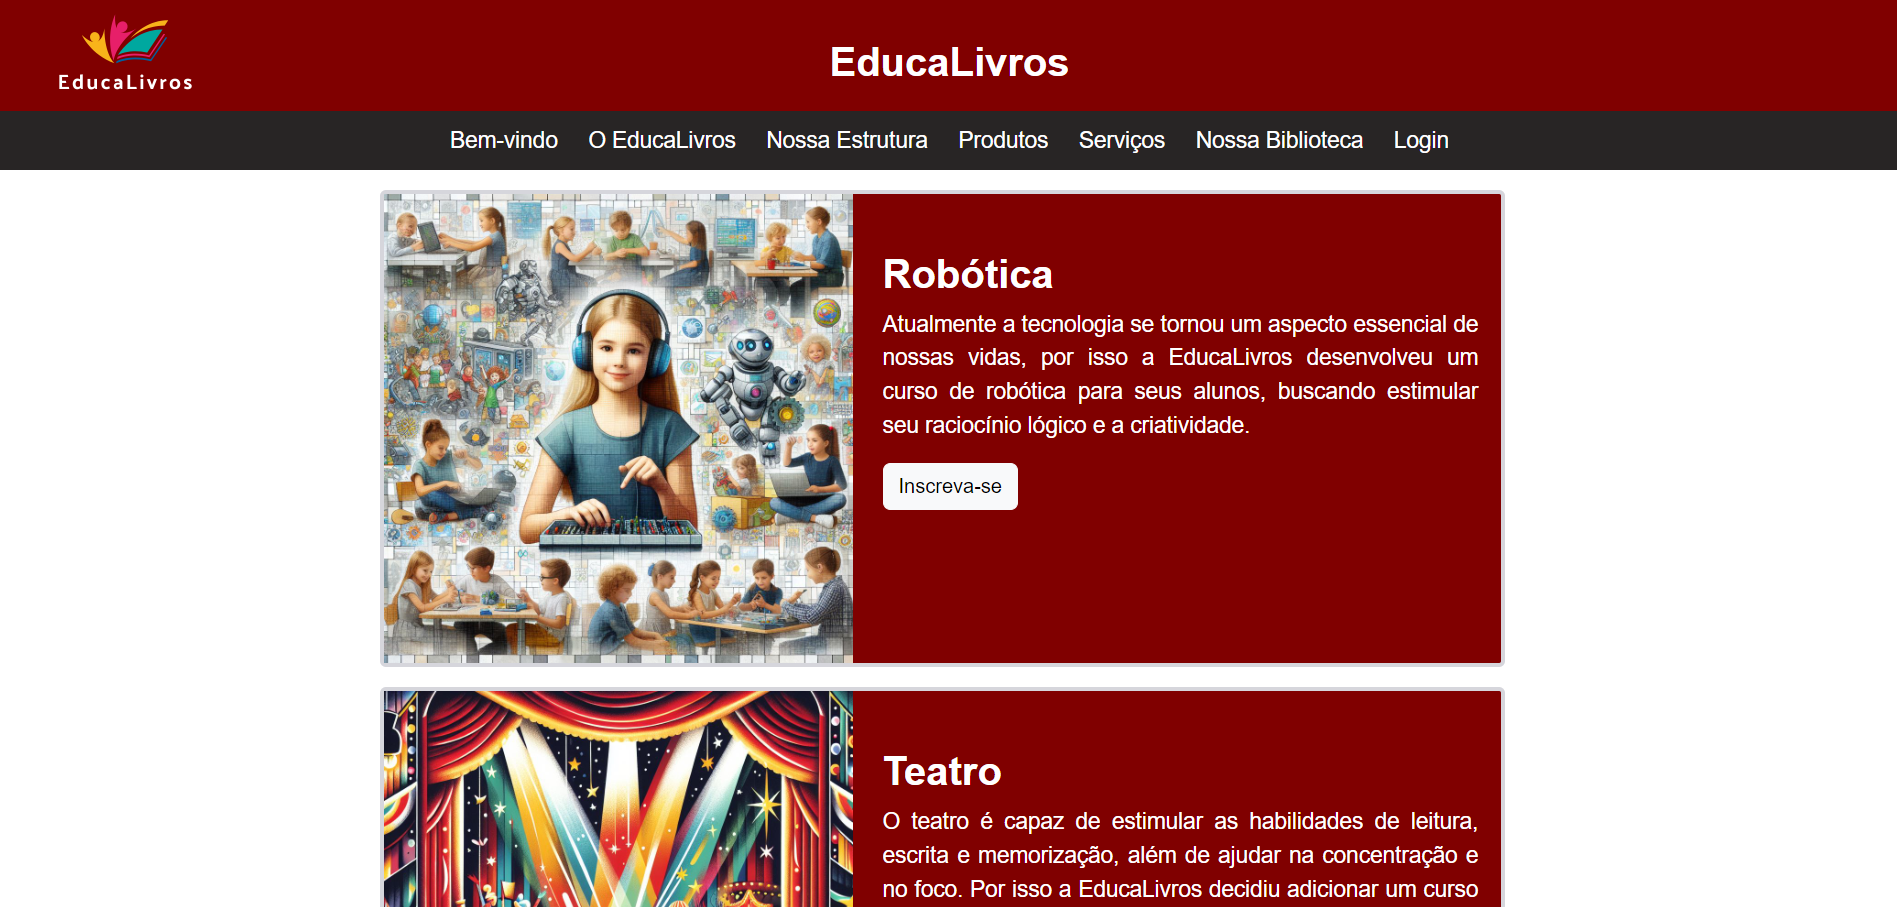 EducaLivros
EducaLivros
Bem-vindo O EducaLivros Nossa Estrutura Produtos Serviços Nossa Biblioteca Login
Robótica
Atualmente a tecnologia se tornou um aspecto essencial de
nossas vidas, por isso a EducaLivros desenvolveu um
curso de robótica para seus alunos, buscando estimular
seu raciocínio lógico e a criatividade.
Inscreva-se
Teatro
O teatro é capaz de estimular as habilidades de leitura,
escrita e memorização, além de ajudar na concentração e
no foco. Por isso a EducaLivros decidiu adicionar um curso